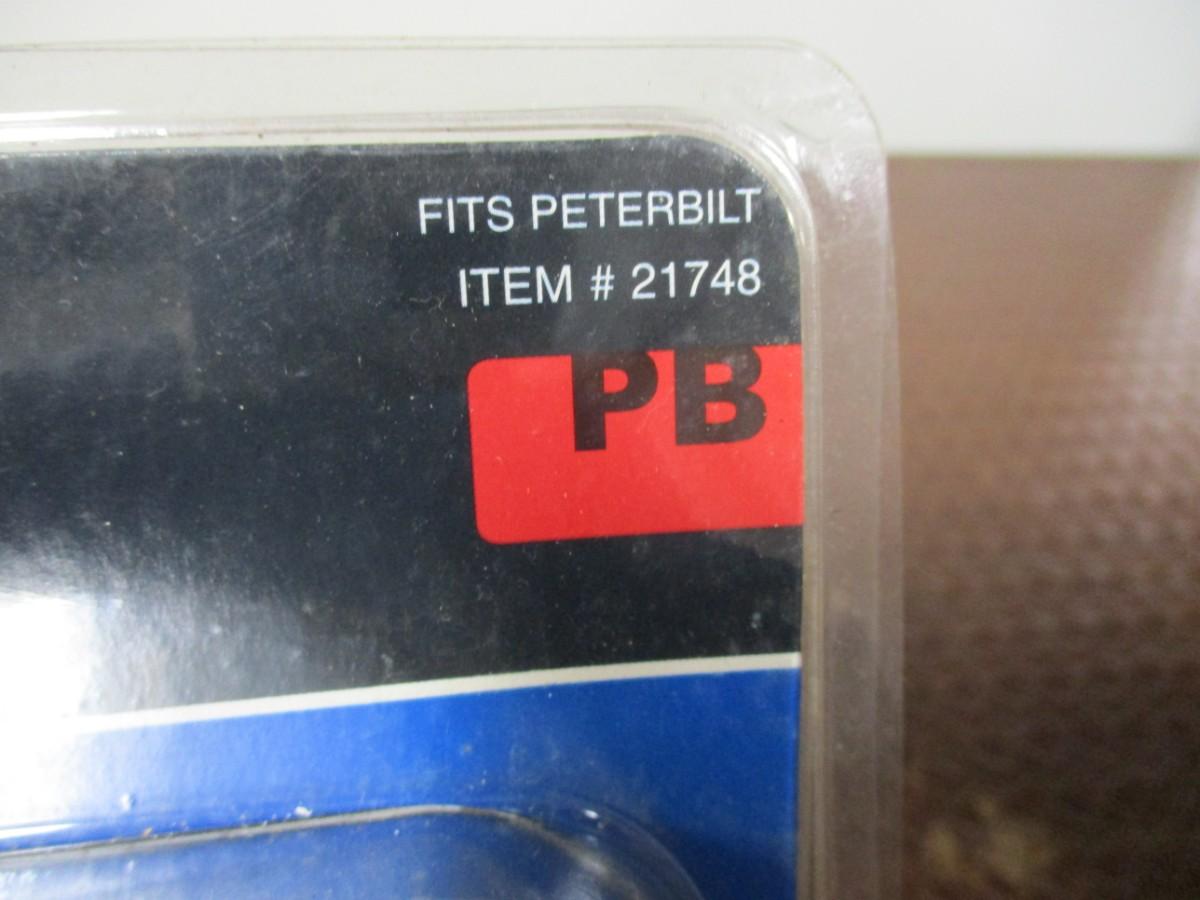 FITS PETERBILT
ITEM # 21748
PB